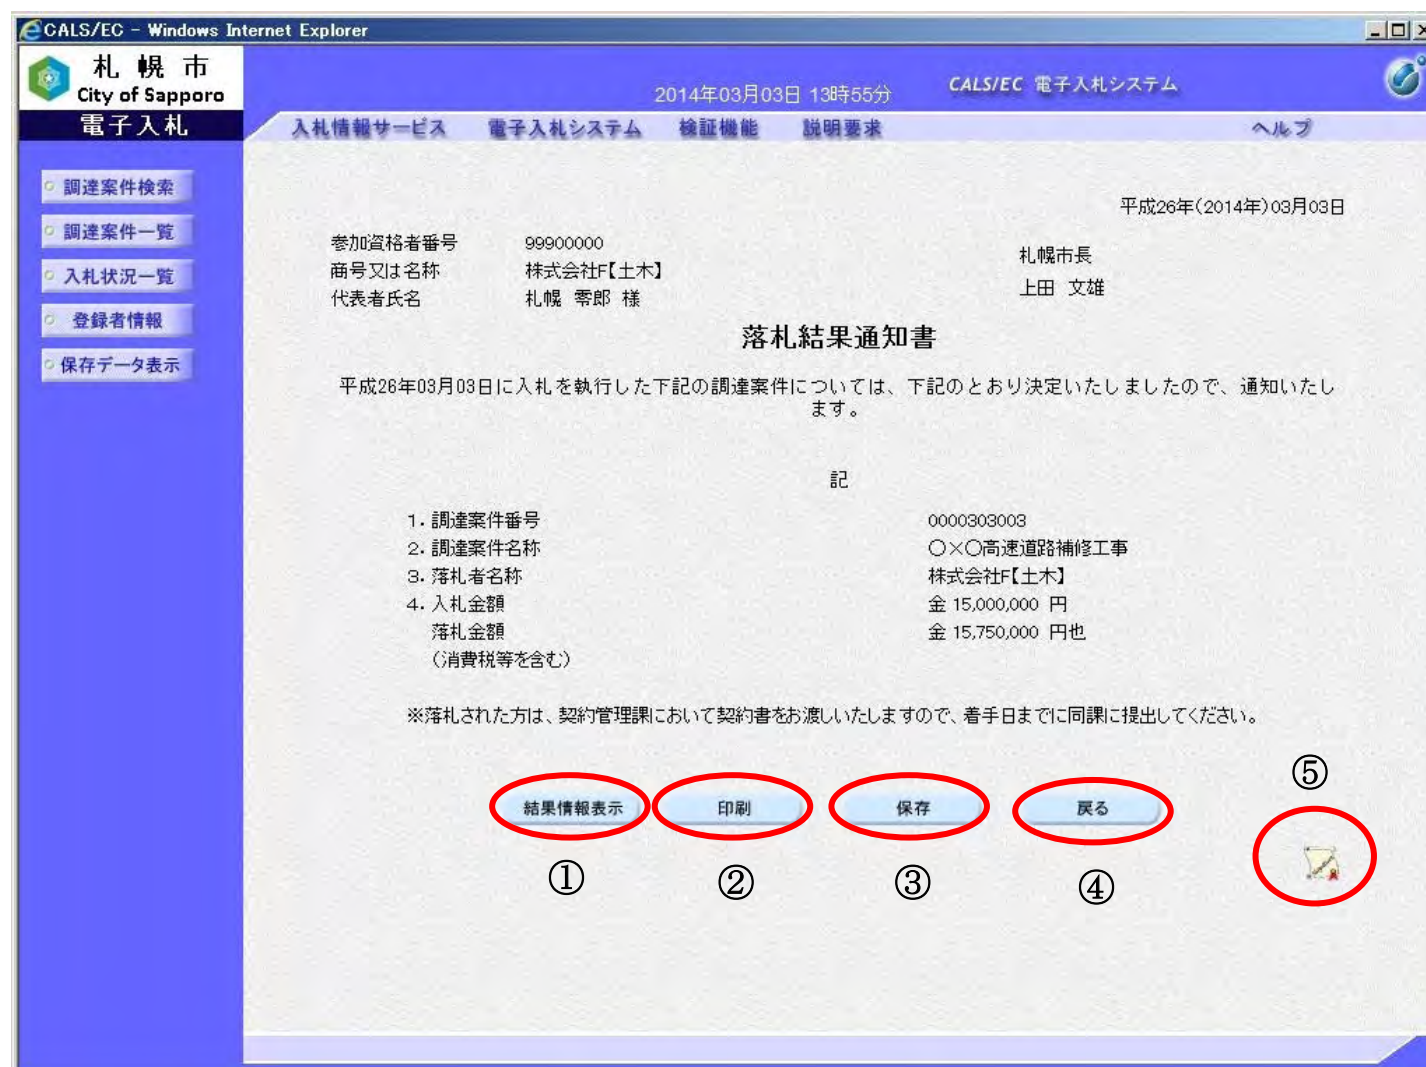 CALS/EC - Windows Internet Explorer
札幌市
City of Sapporo
2014年03月03日 13時55分
CALS/EC 電子入札システム
電子入札
入札情報サービス 電子入札システム 検証機能 説明要求 ヘルプ
調達案件検索
調達案件一覧
入札状況一覧
登録者情報
保存データ表示
平成26年(2014年)03月03日
参加資格者番号 99900000
商号又は名称 株式会社F【土木】
代表者氏名 札幌 零郎 様
札幌市長
上田 文雄
落札結果通知書
平成26年03月03日に入札を執行した下記の調達案件については、下記のとおり決定いたしましたので、通知いたし
ます。
記
1. 調達案件番号 0000303003
2. 調達案件名称 ○×○高速道路補修工事
3. 落札者名称 株式会社F【土木】
4. 入札金額 金 15,000,000 円
落札金額 金 15,750,000 円也
(消費税等を含む)
※落札された方は、契約管理課において契約書をお渡しいたしますので、着手日までに同課に提出してください。
⑤
結果情報表示 印刷 保存 戻る
① ② ③ ④